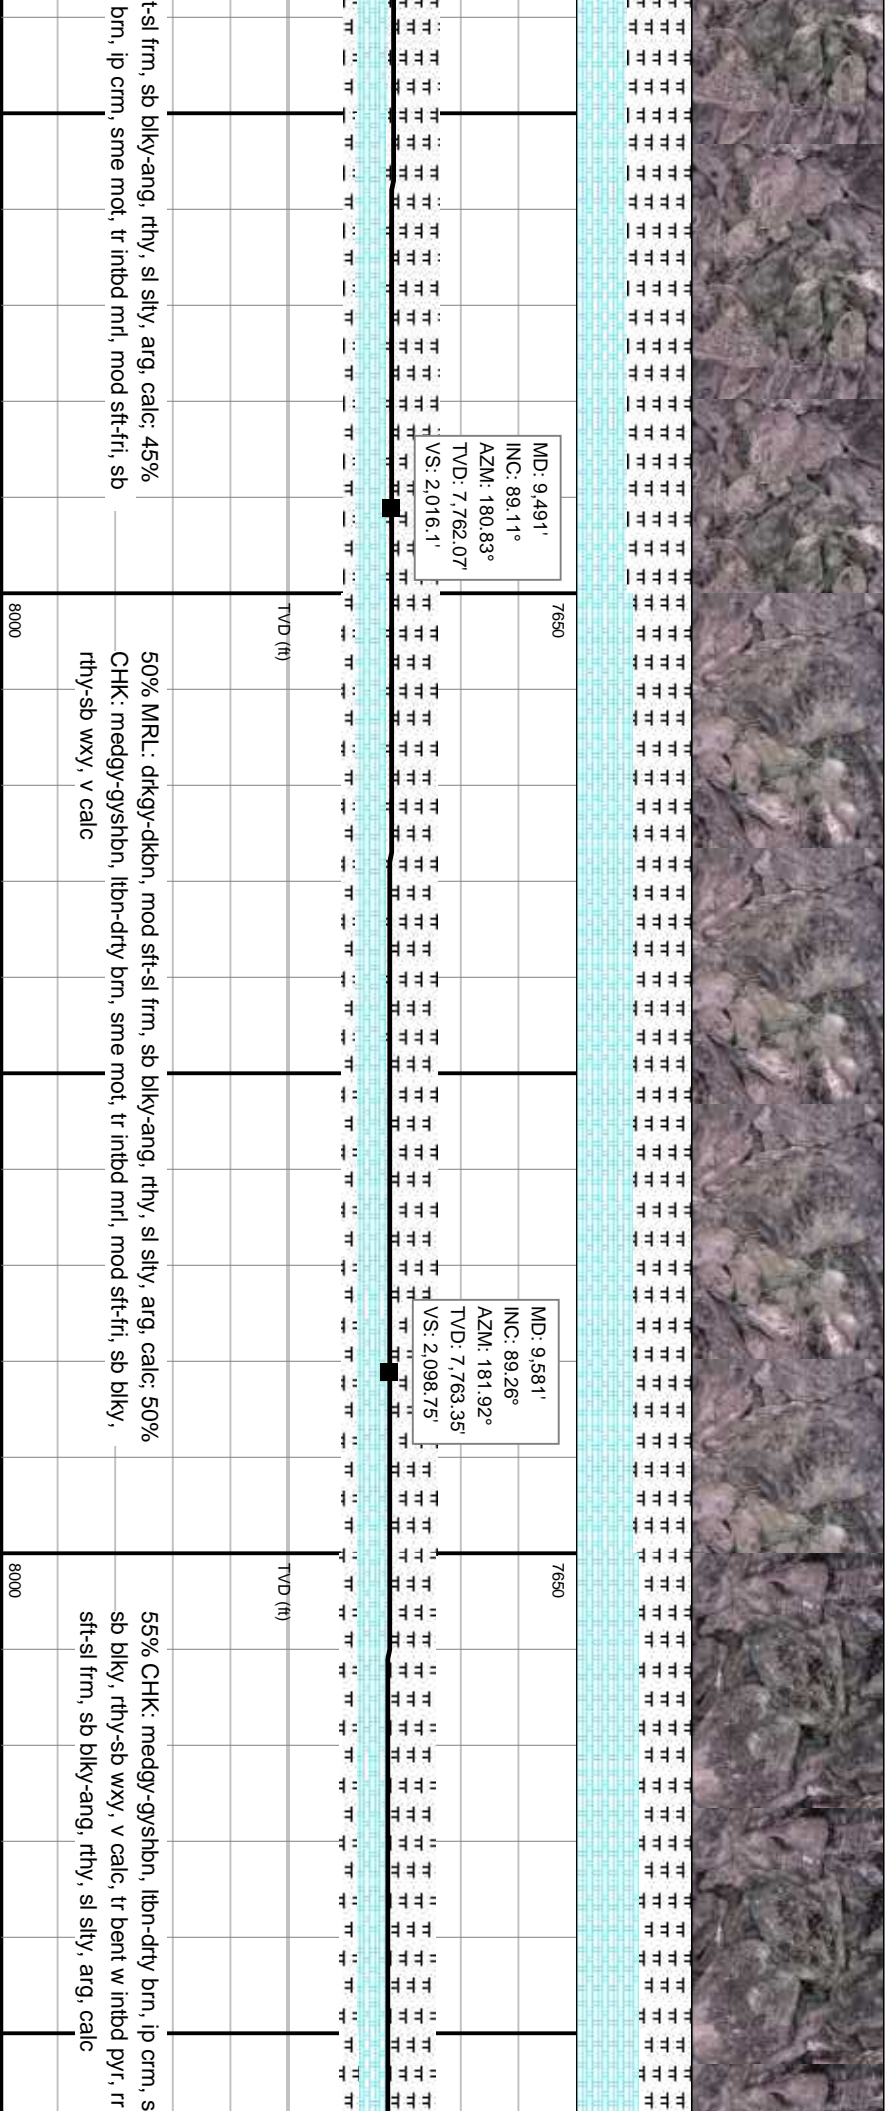 t-sl frm, sb blky-ang, rthy, sl slty, arg, calc; 45%
brn, ip crm, sme mot, tr intbd mrl, mod sft-fri, sb
MD: 9,491'
INC: 89.11°
AZM: 180.83°
TVD: 7,762.07'
VS: 2,016.1'
7650
TVD (ft)
8000
50% MRL: drkgy-dkbn, mod sft-sl frm, sb blky-ang, rthy, sl slty, arg, calc; 50%
CHK: medgy-gyshbn, ltbn-drty brn, sme mot, tr intbd mrl, mod sft-fri, sb blky,
rthy-sb wxy, v calc
MD: 9,581'
INC: 89.26°
AZM: 181.92°
TVD: 7,763.35'
VS: 2,098.75'
7650
TVD (ft)
8000
55% CHK: medgy-gyshbn, ltbn-drty brn, ip crm, s
sb blky, rthy-sb wxy, v calc, tr bent w intbd pyr, rr
sft-sl frm, sb blky-ang, rthy, sl slty, arg, calc